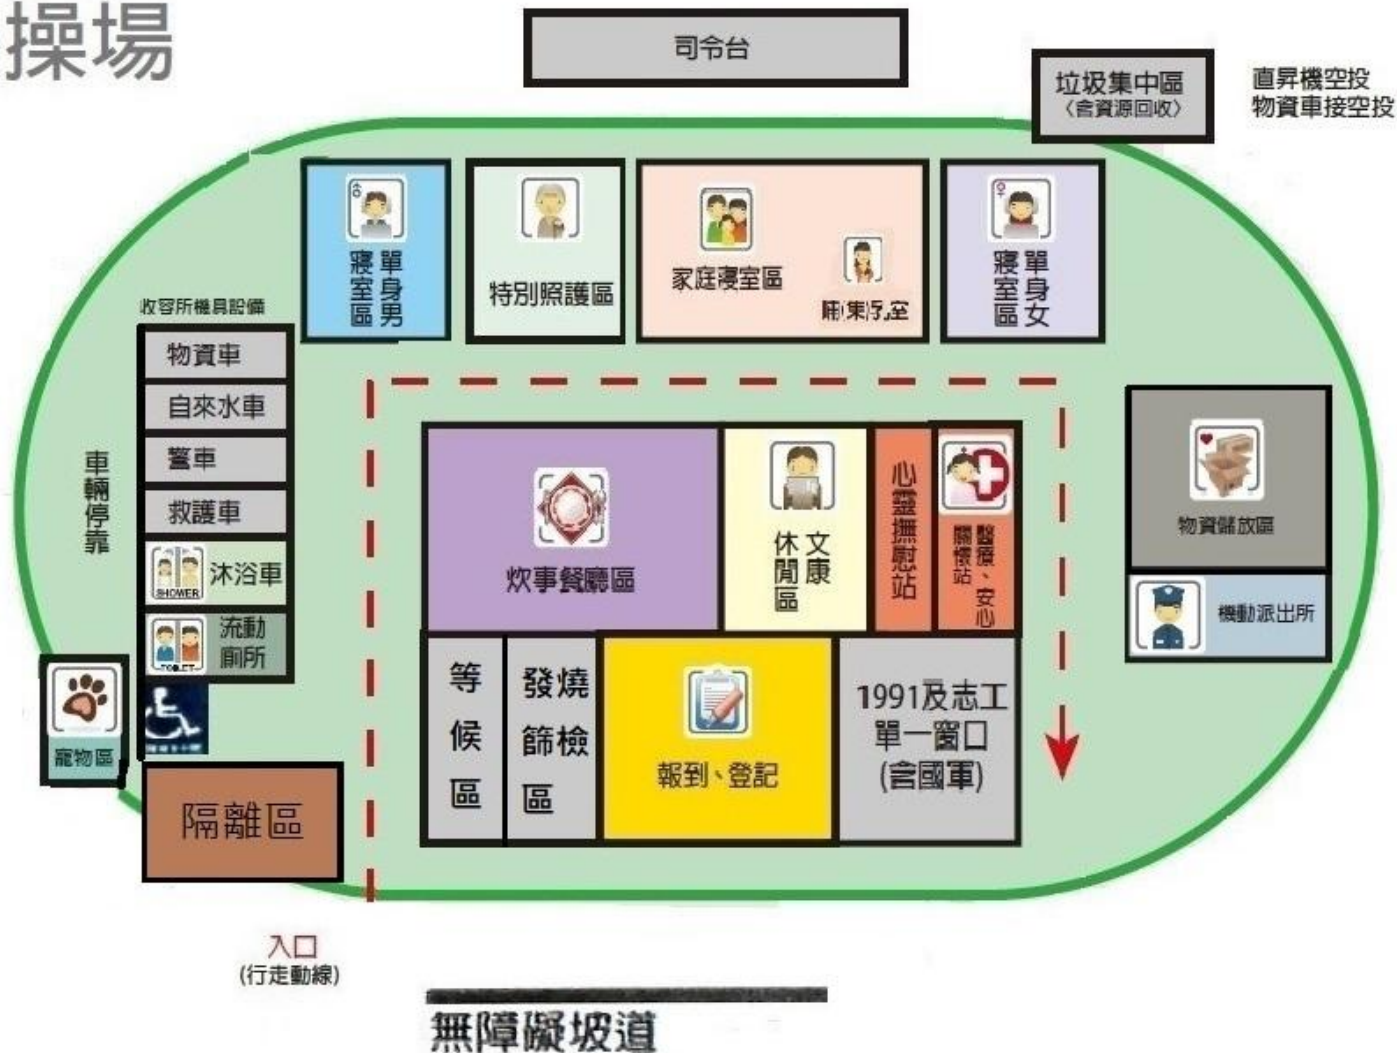 操場
司令台
垃圾集中區
〈含資源回收〉
直昇機空投
物資車接空投
單身男
寢室區
特別照護區
家庭寢室區
哺(集)乳室
單身女
寢室區
收容所機具設備
物資車
自來水車
警車
救護車
SHOWER
沐浴車
TOILET
流動
廁所
車輛停靠
寵物區
隔離區
炊事餐廳區
文康
休閒區
心靈撫慰站
醫療、安心
關懷站
物資儲放區
機動派出所
等候區
發燒
篩檢
區
報到、登記
1991及志工
單一窗口
(含國軍)
入口
(行走動線)
無障礙坡道